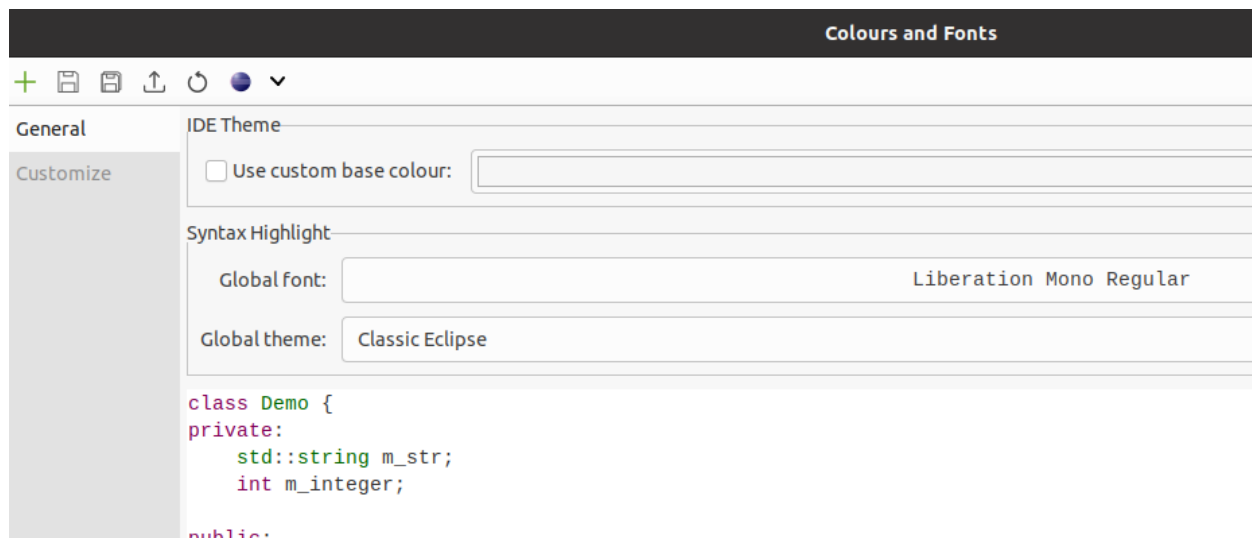 Colours and Fonts
General
Customize
IDE Theme
Use custom base colour:
Syntax Highlight
Global font: Liberation Mono Regular
Global theme: Classic Eclipse
class Demo {
private:
    std::string m_str;
    int m_integer;
public: